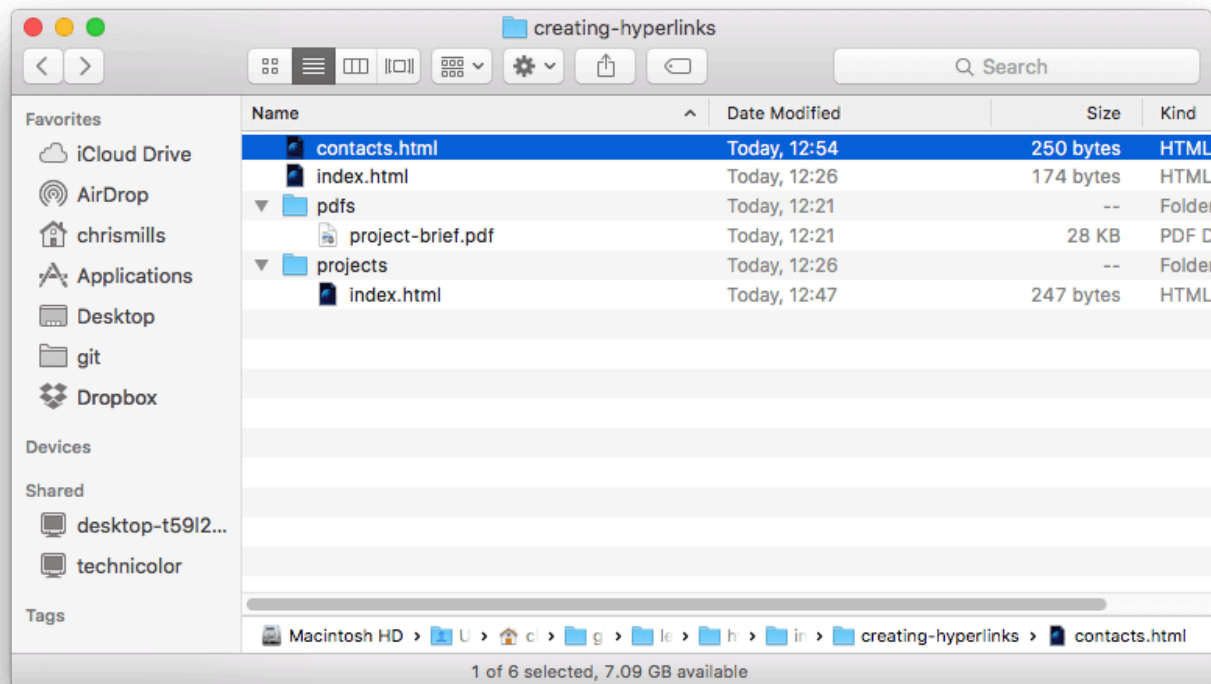 creating-hyperlinks
Search
Favorites
iCloud Drive
AirDrop
chrismills
Applications
Desktop
git
Dropbox
Devices
Shared
desktop-t59l2...
technicolor
Tags
Name Date Modified Size Kind
contacts.html Today, 12:54 250 bytes HTML
index.html Today, 12:26 174 bytes HTML
pdfs Today, 12:21 -- Folder
project-brief.pdf Today, 12:21 28 KB PDF D
projects Today, 12:26 -- Folder
index.html Today, 12:47 247 bytes HTML
Macintosh HD › U › cl › g › le › h › in › creating-hyperlinks › contacts.html
1 of 6 selected, 7.09 GB available